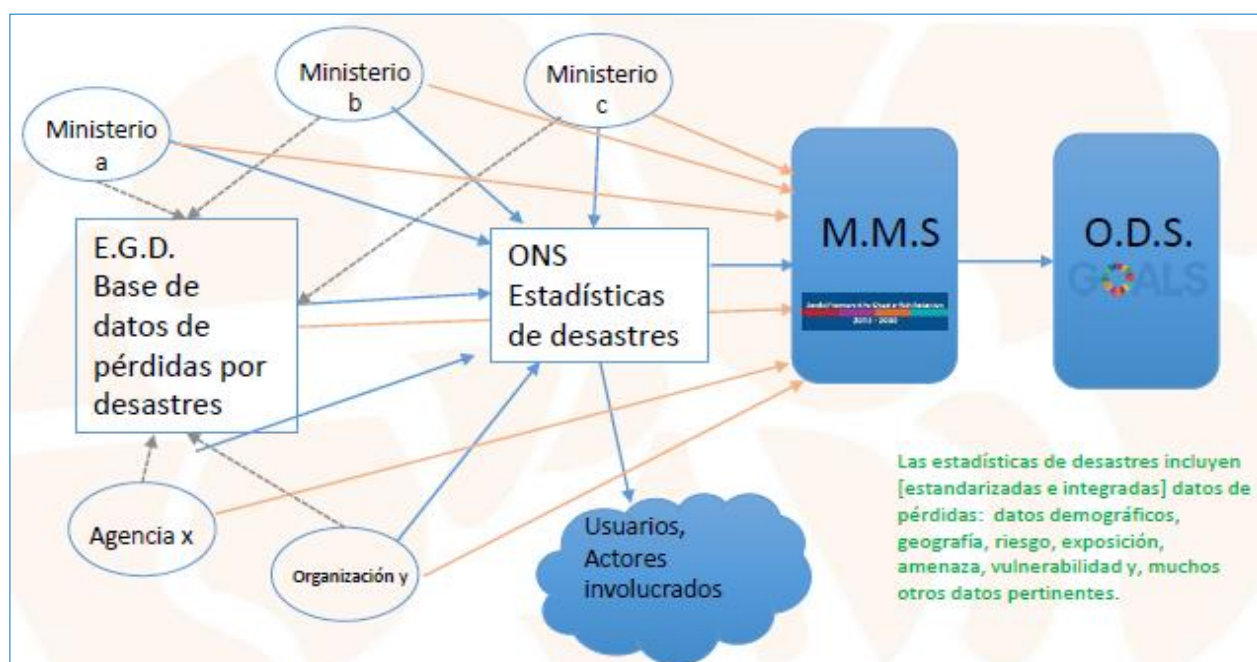 Ministerio
a
Ministerio
b
Ministerio
c
E.G.D.
Base de
datos de
pérdidas por
desastres
ONS
Estadísticas
de desastres
M.M.S
2015 - 2030
O.D.S.
GOALS
Agencia x
Organización y
Usuarios,
Actores
involucrados
Las estadísticas de desastres incluyen
[estandarizadas e integradas] datos de
pérdidas: datos demográficos,
geografía, riesgo, exposición,
amenaza, vulnerabilidad y, muchos
otros datos pertinentes.